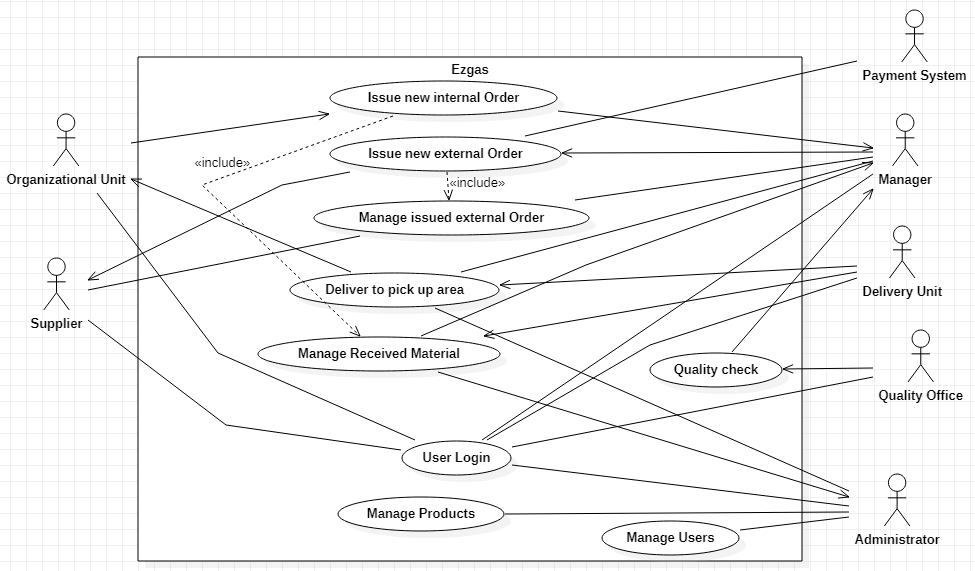 Ezgas
Payment System
Issue new internal Order
Issue new external Order
«include»
Organizational Unit
Manager
«include»
Manage issued external Order
Deliver to pick up area
Delivery Unit
Supplier
Manage Received Material
Quality check
Quality Office
User Login
Manage Products
Manage Users
Administrator